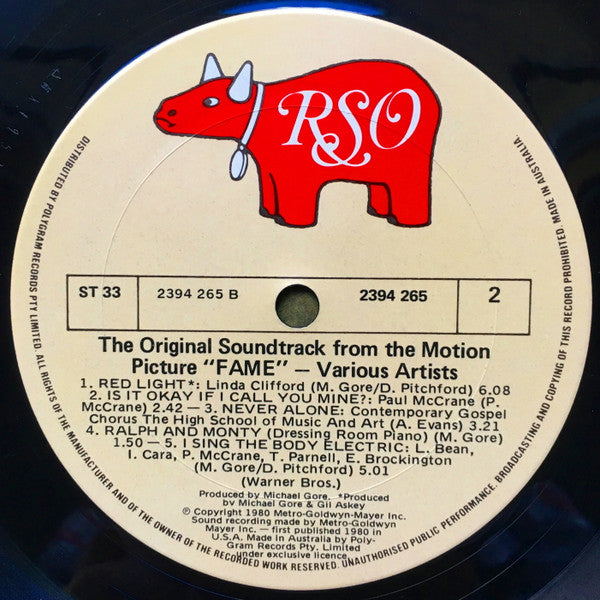 RSO
ST 33
2394 265 B
2394 265
2
The Original Soundtrack from the Motion
Picture "FAME" — Various Artists
1. RED LIGHT*: Linda Clifford (M. Gore/D. Pitchford) 6.08
2. IS IT OKAY IF I CALL YOU MINE?: Paul McCrane (P.
McCrane) 2.42 — 3. NEVER ALONE: Contemporary Gospel
Chorus The High School of Music And Art (A. Evans) 3.21
4. RALPH AND MONTY (Dressing Room Piano) (M. Gore)
1.50 — 5. I SING THE BODY ELECTRIC: L. Bean,
I. Cara, P. McCrane, T. Parnell, E. Brockington
(M. Gore/D. Pitchford) 5.01
(Warner Bros.)
Produced by Michael Gore. *Produced
by Michael Gore & Gil Askey
℗ Copyright 1980 Metro-Goldwyn-Mayer Inc.
Sound recording made by Metro-Goldwyn
Mayer Inc. — first published 1980 in
U.S.A. Made in Australia by Poly-
Gram Records Pty. Limited
under exclusive licence.
DISTRIBUTED BY POLYGRAM RECORDS PTY LIMITED. ALL RIGHTS OF THE MANUFACTURER AND OF THE OWNER OF THE RECORDED WORK RESERVED. UNAUTHORISED PUBLIC PERFORMANCE, BROADCASTING AND COPYING OF THIS RECORD PROHIBITED. MADE IN AUSTRALIA.